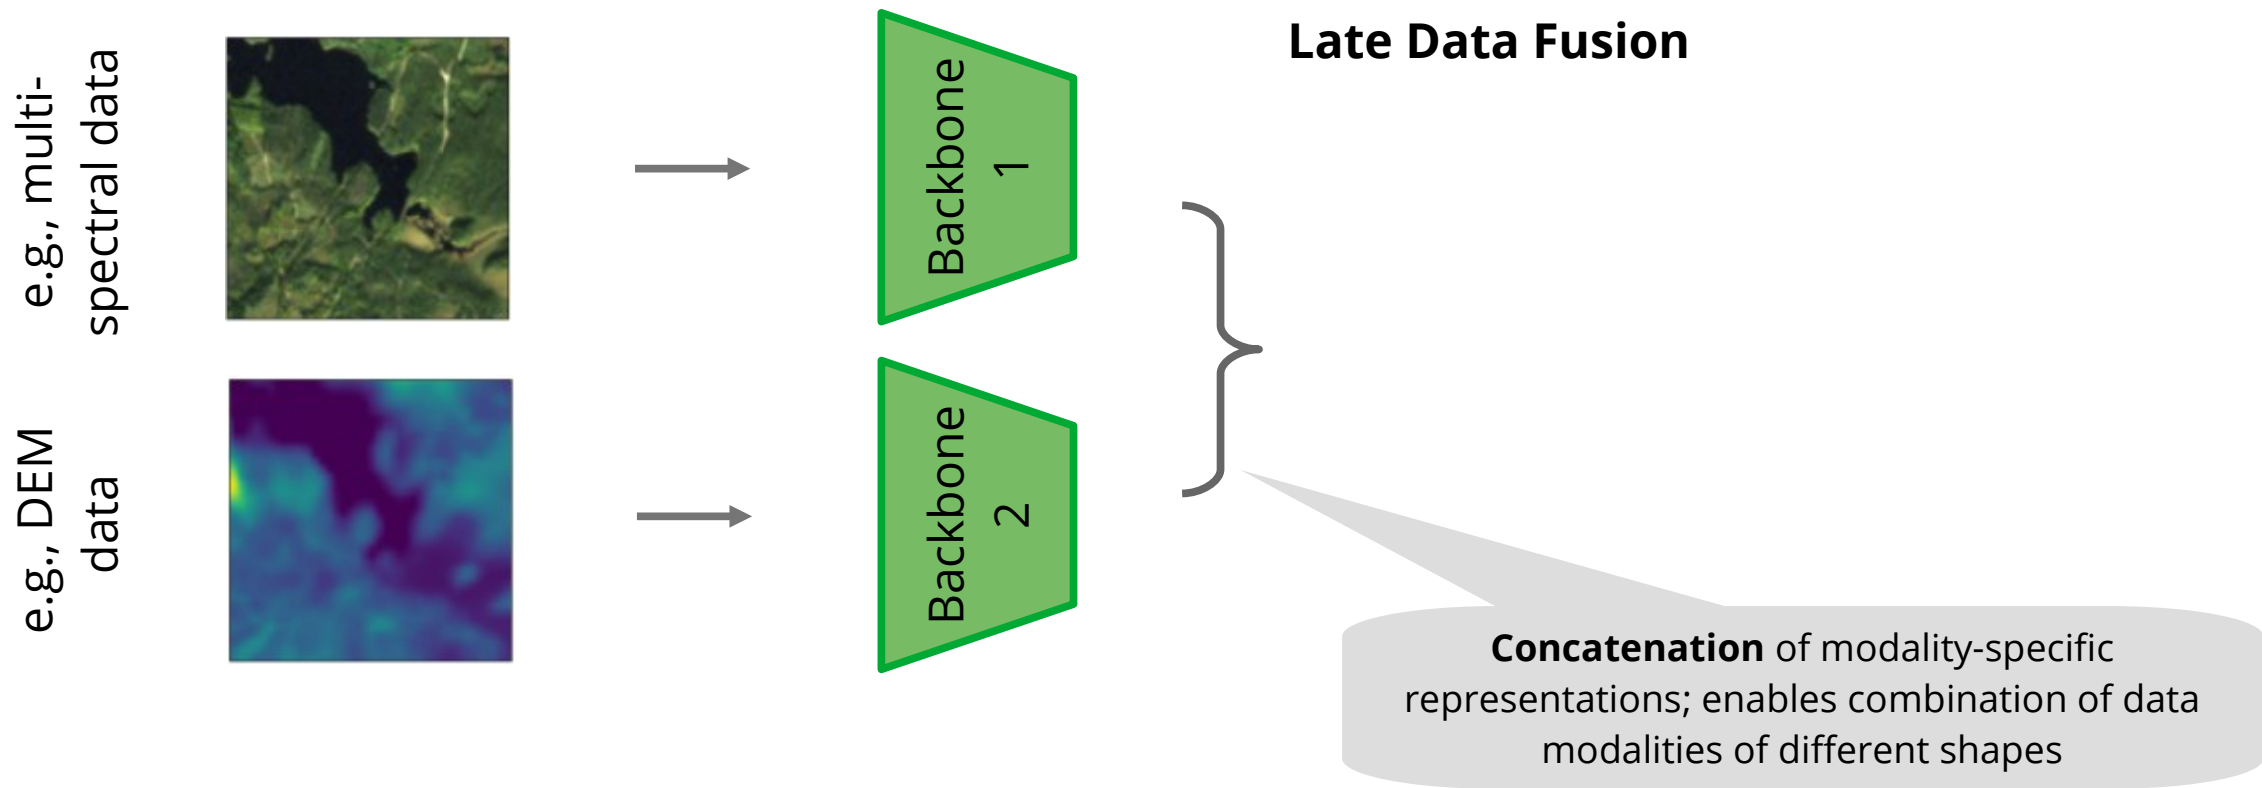 Late Data Fusion
e.g., multi-
spectral data
Backbone
1
e.g., DEM
data
Backbone
2
Concatenation of modality-specific
representations; enables combination of data
modalities of different shapes